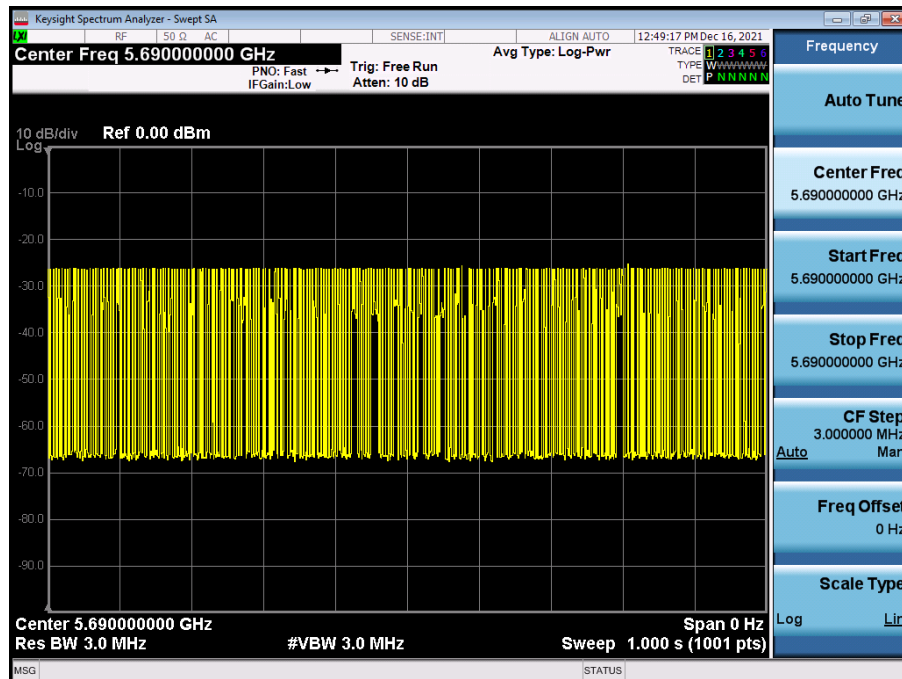 Keysight Spectrum Analyzer - Swept SA
LXI RF 50 Ω AC SENSE:INT ALIGN AUTO 12:49:17 PM Dec 16, 2021
Center Freq 5.690000000 GHz
PNO: Fast
IFGain:Low
Trig: Free Run
Atten: 10 dB
Avg Type: Log-Pwr
TRACE 1 2 3 4 5 6
TYPE WWWWWW
DET P N N N N N
10 dB/div Ref 0.00 dBm
Log
-10.0
-20.0
-30.0
-40.0
-50.0
-60.0
-70.0
-80.0
-90.0
Center 5.690000000 GHz Span 0 Hz
Res BW 3.0 MHz #VBW 3.0 MHz Sweep 1.000 s (1001 pts)
MSG STATUS
Frequency
Auto Tune
Center Freq
5.690000000 GHz
Start Freq
5.690000000 GHz
Stop Freq
5.690000000 GHz
CF Step
3.000000 MHz
Auto Man
Freq Offset
0 Hz
Scale Type
Log Lin